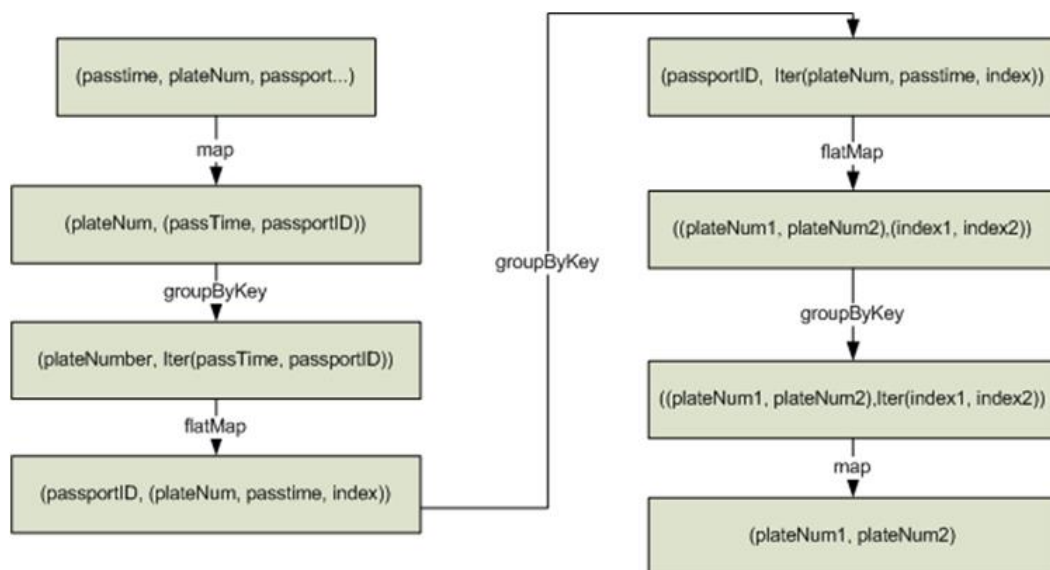 (passtime, plateNum, passport...)
map
(plateNum, (passTime, passportID))
groupByKey
(plateNumber, Iter(passTime, passportID))
flatMap
(passportID, (plateNum, passtime, index))
groupByKey
(passportID, Iter(plateNum, passtime, index))
flatMap
((plateNum1, plateNum2),(index1, index2))
groupByKey
((plateNum1, plateNum2),Iter(index1, index2))
map
(plateNum1, plateNum2)